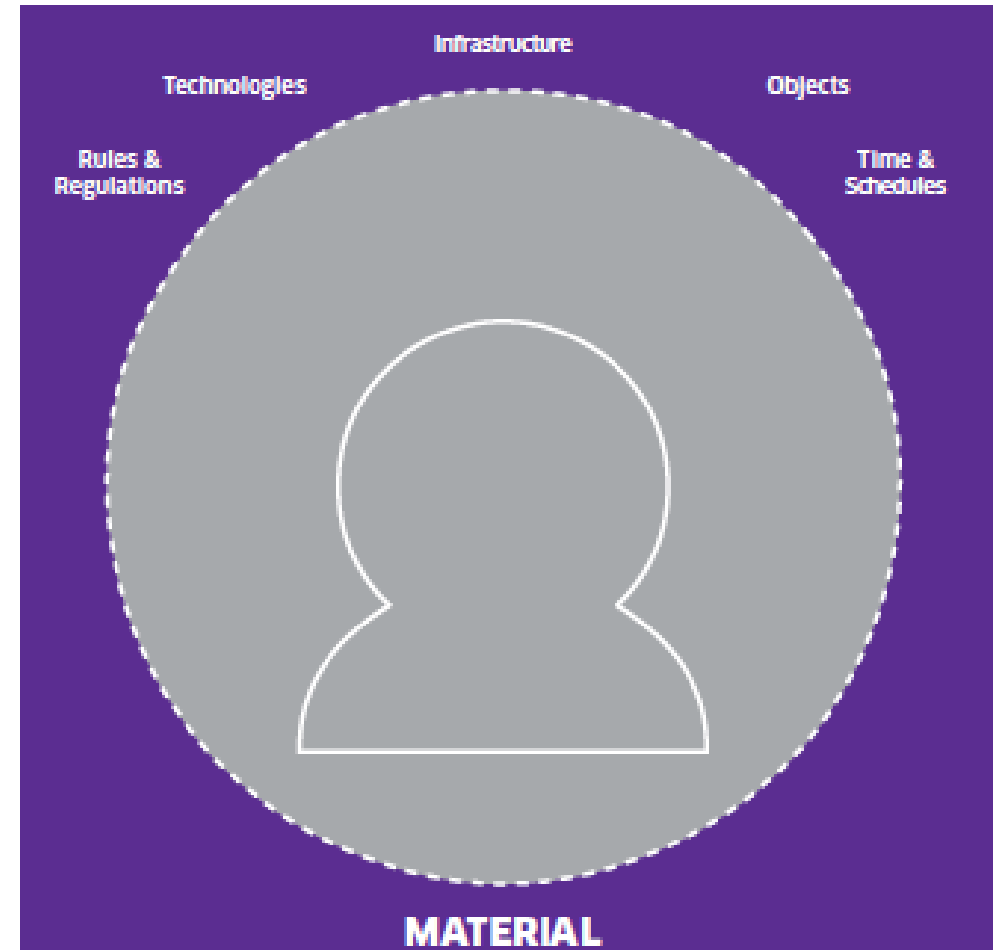 Infrastructure
Technologies
Objects
Rules &
Regulations
Time &
Schedules
MATERIAL